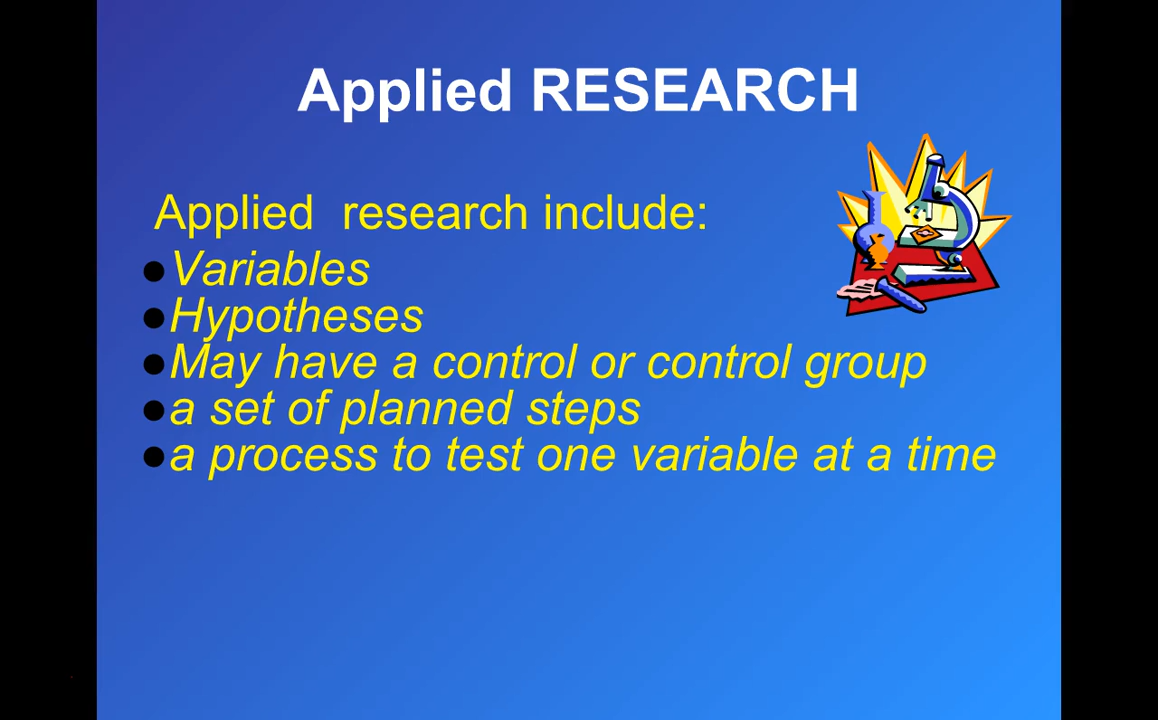 Applied RESEARCH
Applied  research include:
●Variables
●Hypotheses
●May have a control or control group
●a set of planned steps
●a process to test one variable at a time